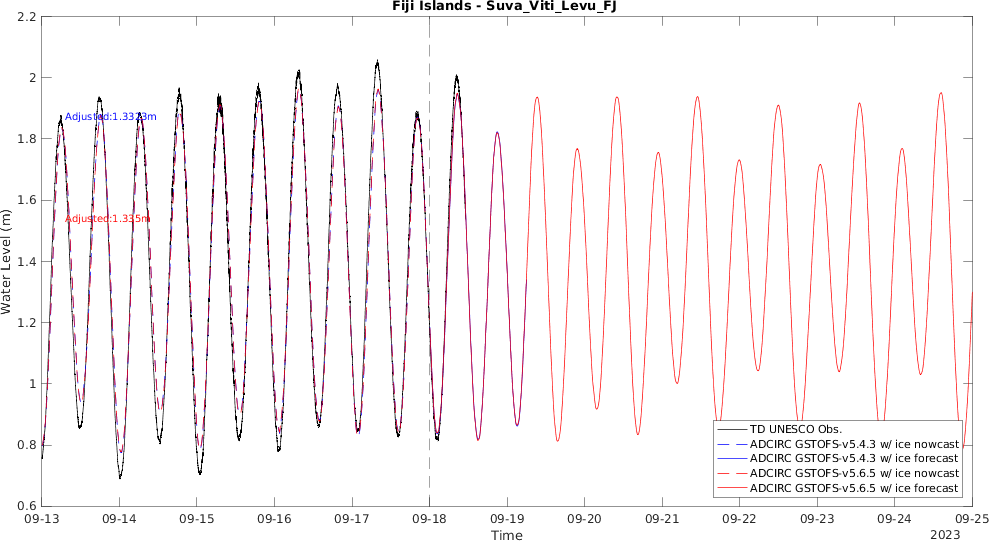 Fiji Islands - Suva_Viti_Levu_FJ
2.2
2
1.8
1.6
1.4
1.2
1
0.8
0.6
Water Level (m)
Adjusted:1.3323m
Adjusted:1.335m
TD UNESCO Obs.
ADCIRC GSTOFS-v5.4.3 w/ ice nowcast
ADCIRC GSTOFS-v5.4.3 w/ ice forecast
ADCIRC GSTOFS-v5.6.5 w/ ice nowcast
ADCIRC GSTOFS-v5.6.5 w/ ice forecast
09-13 09-14 09-15 09-16 09-17 09-18 09-19 09-20 09-21 09-22 09-23 09-24 09-25
Time
2023